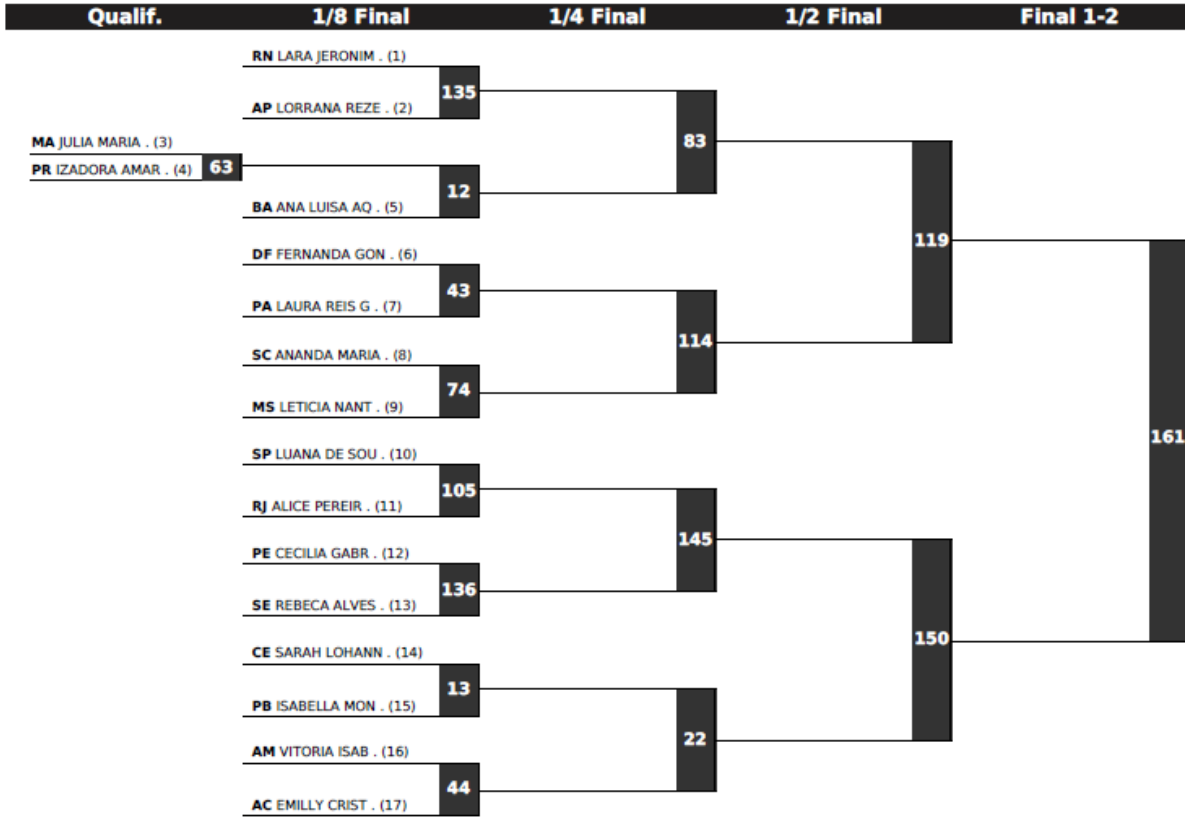 Qualif. 1/8 Final 1/4 Final 1/2 Final Final 1-2
RN LARA JERONIM . (1)
135
AP LORRANA REZE . (2)
83
MA JULIA MARIA . (3)
PR IZADORA AMAR . (4) 63
12
BA ANA LUISA AQ . (5)
119
DF FERNANDA GON . (6)
43
PA LAURA REIS G . (7)
114
SC ANANDA MARIA . (8)
74
MS LETICIA NANT . (9)
161
SP LUANA DE SOU . (10)
105
RJ ALICE PEREIR . (11)
145
PE CECILIA GABR . (12)
136
SE REBECA ALVES . (13)
150
CE SARAH LOHANN . (14)
13
PB ISABELLA MON . (15)
22
AM VITORIA ISAB . (16)
44
AC EMILLY CRIST . (17)